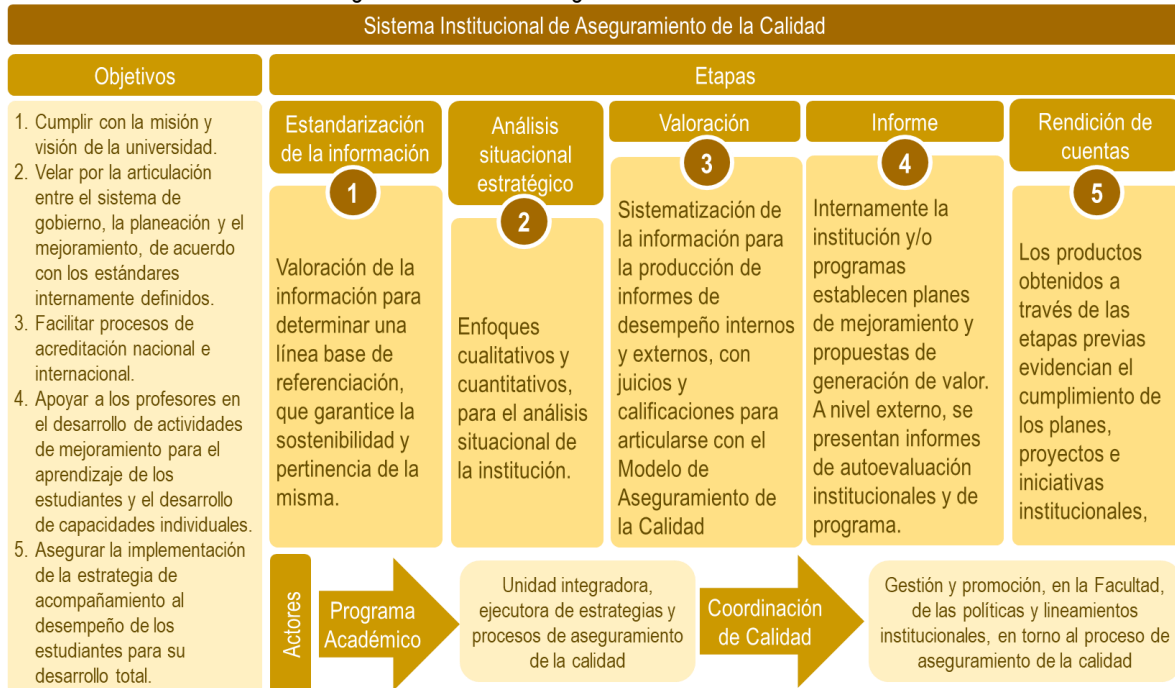 Sistema Institucional de Aseguramiento de la Calidad
Objetivos
1. Cumplir con la misión y
visión de la universidad.
2. Velar por la articulación
entre el sistema de
gobierno, la planeación y el
mejoramiento, de acuerdo
con los estándares
internamente definidos.
3. Facilitar procesos de
acreditación nacional e
internacional.
4. Apoyar a los profesores en
el desarrollo de actividades
de mejoramiento para el
aprendizaje de los
estudiantes y el desarrollo
de capacidades individuales.
5. Asegurar la implementación
de la estrategia de
acompañamiento al
desempeño de los
estudiantes para su
desarrollo total.
Etapas
Estandarización
de la información
1
Valoración de la
información para
determinar una
línea base de
referenciación,
que garantice la
sostenibilidad y
pertinencia de la
misma.
Análisis
situacional
estratégico
2
Enfoques
cualitativos y
cuantitativos,
para el análisis
situacional de
la institución.
Valoración
3
Sistematización de
la información para
la producción de
informes de
desempeño internos
y externos, con
juicios y
calificaciones para
articularse con el
Modelo de
Aseguramiento de
la Calidad
Informe
4
Internamente la
institución y/o
programas
establecen planes
de mejoramiento y
propuestas de
generación de valor.
A nivel externo, se
presentan informes
de autoevaluación
institucionales y de
programa.
Rendición de
cuentas
5
Los productos
obtenidos a
través de las
etapas previas
evidencian el
cumplimiento de
los planes,
proyectos e
iniciativas
institucionales,
Actores
Programa
Académico
Unidad integradora,
ejecutora de estrategias y
procesos de aseguramiento
de la calidad
Coordinación
de Calidad
Gestión y promoción, en la Facultad,
de las políticas y lineamientos
institucionales, en torno al proceso de
aseguramiento de la calidad